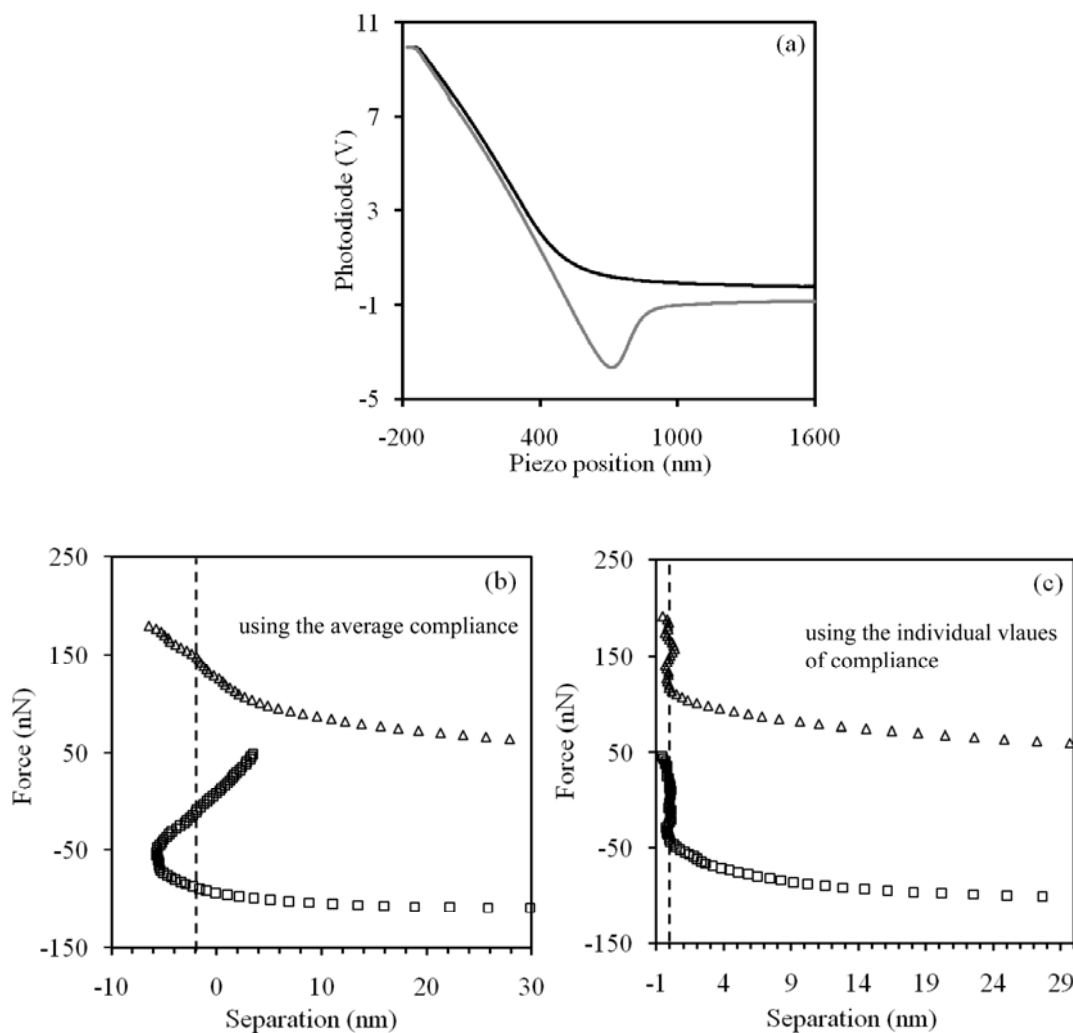 (a)
11
7
3
-1
-5
Photodiode (V)
-200 400 1000 1600
Piezo position (nm)
(b)
using the average compliance
250
150
50
-50
-150
Force (nN)
-10 0 10 20 30
Separation (nm)
(c)
using the individual vlaues
of compliance
250
150
50
-50
-150
Force (nN)
-1 4 9 14 19 24 29
Separation (nm)